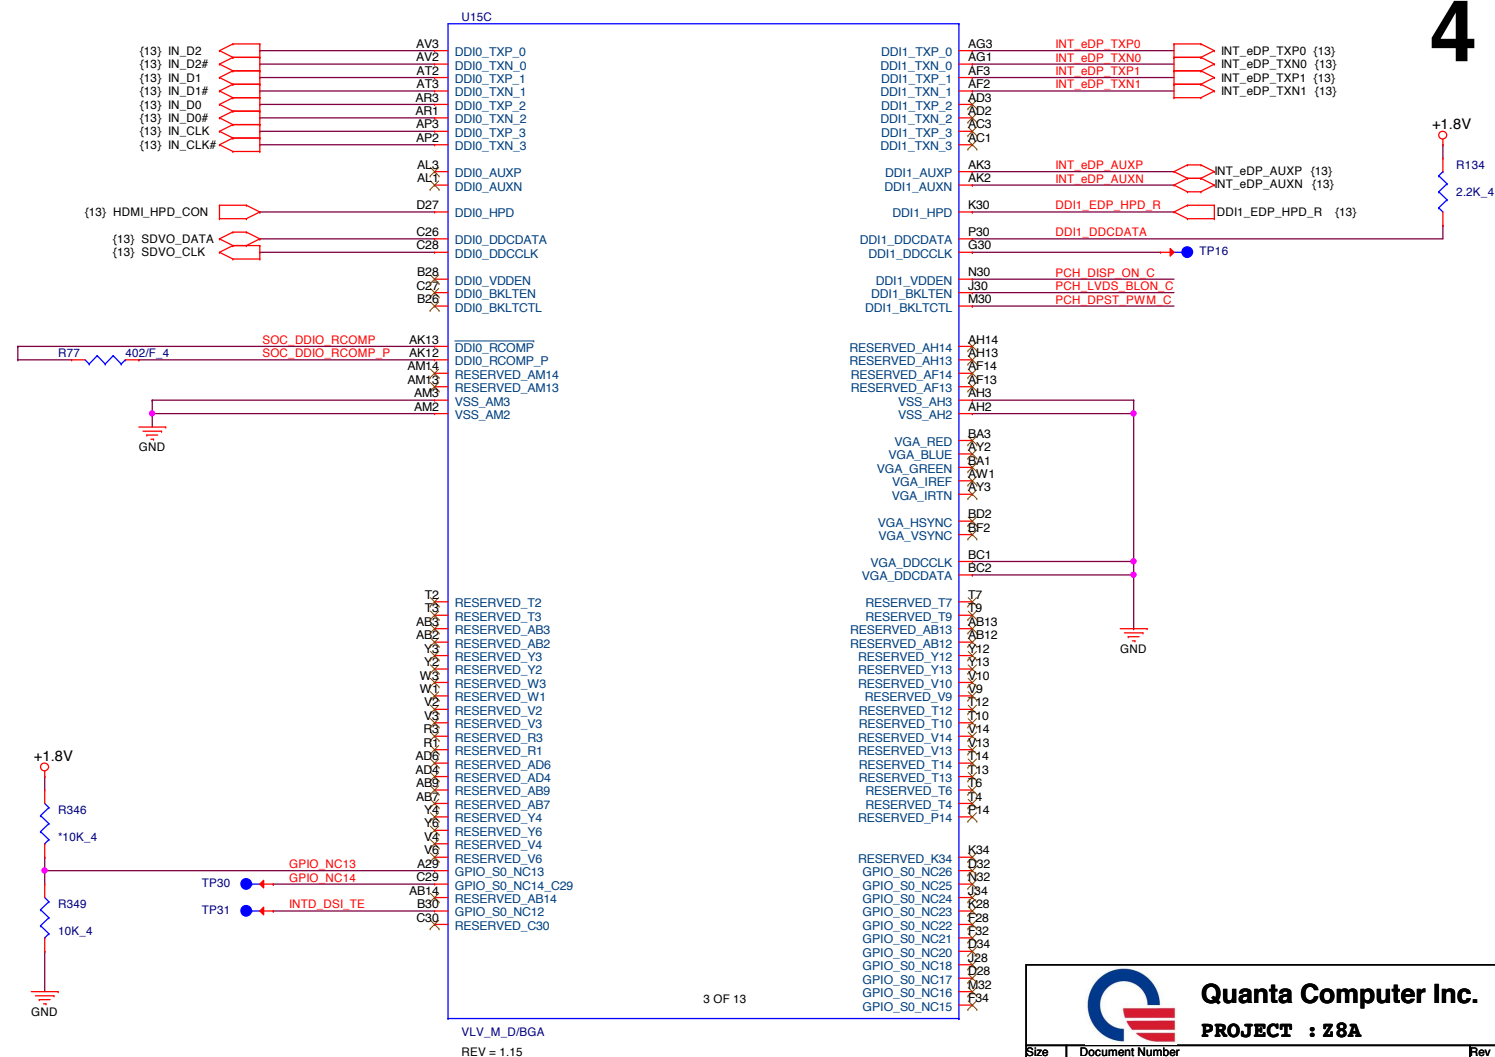 4
U15C
{13} IN_D2 AV3 DDI0_TXP_0
{13} IN_D2# AV2 DDI0_TXN_0
{13} IN_D1 AT2 DDI0_TXP_1
{13} IN_D1# AT3 DDI0_TXN_1
{13} IN_D0 AR3 DDI0_TXP_2
{13} IN_D0# AR1 DDI0_TXN_2
{13} IN_CLK AP3 DDI0_TXP_3
{13} IN_CLK# AP2 DDI0_TXN_3
AL3 DDI0_AUXP
AL1 DDI0_AUXN
{13} HDMI_HPD_CON D27 DDI0_HPD
{13} SDVO_DATA C26 DDI0_DDCDATA
{13} SDVO_CLK C28 DDI0_DDCCLK
B28 DDI0_VDDEN
C27 DDI0_BKLTEN
B26 DDI0_BKLTCTL
SOC_DDIO_RCOMP AK13 DDI0_RCOMP
R77 402/F_4 SOC_DDIO_RCOMP_P AK12 DDI0_RCOMP_P
AM14 RESERVED_AM14
AM13 RESERVED_AM13
AM3 VSS_AM3
AM2 VSS_AM2
GND
T2 RESERVED_T2
T3 RESERVED_T3
AB3 RESERVED_AB3
AB2 RESERVED_AB2
Y3 RESERVED_Y3
Y2 RESERVED_Y2
W3 RESERVED_W3
W1 RESERVED_W1
V2 RESERVED_V2
V3 RESERVED_V3
R3 RESERVED_R3
R1 RESERVED_R1
AD6 RESERVED_AD6
AD4 RESERVED_AD4
AB9 RESERVED_AB9
AB7 RESERVED_AB7
Y4 RESERVED_Y4
Y6 RESERVED_Y6
V4 RESERVED_V4
V6 RESERVED_V6
GPIO_NC13 A29 GPIO_S0_NC13
TP30 GPIO_NC14 C29 GPIO_S0_NC14_C29
AB14 RESERVED_AB14
TP31 INTD_DSI_TE B30 GPIO_S0_NC12
C30 RESERVED_C30
+1.8V
R346
*10K_4
R349
10K_4
GND
DDI1_TXP_0 AG3 INT_eDP_TXP0 INT_eDP_TXP0 {13}
DDI1_TXN_0 AG1 INT_eDP_TXN0 INT_eDP_TXN0 {13}
DDI1_TXP_1 AF3 INT_eDP_TXP1 INT_eDP_TXP1 {13}
DDI1_TXN_1 AF2 INT_eDP_TXN1 INT_eDP_TXN1 {13}
DDI1_TXP_2 AD3
DDI1_TXN_2 AD2
DDI1_TXP_3 AC3
DDI1_TXN_3 AC1
DDI1_AUXP AK3 INT_eDP_AUXP INT_eDP_AUXP {13}
DDI1_AUXN AK2 INT_eDP_AUXN INT_eDP_AUXN {13}
DDI1_HPD K30 DDI1_EDP_HPD_R DDI1_EDP_HPD_R {13}
DDI1_DDCDATA P30 DDI1_DDCDATA
DDI1_DDCCLK G30 TP16
+1.8V
R134
2.2K_4
DDI1_VDDEN N30 PCH_DISP_ON_C
DDI1_BKLTEN J30 PCH_LVDS_BLON_C
DDI1_BKLTCTL M30 PCH_DPST_PWM_C
RESERVED_AH14 AH14
RESERVED_AH13 AH13
RESERVED_AF14 AF14
RESERVED_AF13 AF13
VSS_AH3 AH3
VSS_AH2 AH2
VGA_RED BA3
VGA_BLUE AY2
VGA_GREEN BA1
VGA_IREF AW1
VGA_IRTN AY3
VGA_HSYNC BD2
VGA_VSYNC BF2
VGA_DDCCLK BC1
VGA_DDCDATA BC2
GND
RESERVED_T7 T7
RESERVED_T9 T9
RESERVED_AB13 AB13
RESERVED_AB12 AB12
RESERVED_Y12 Y12
RESERVED_Y13 Y13
RESERVED_V10 V10
RESERVED_V9 V9
RESERVED_T12 T12
RESERVED_T10 T10
RESERVED_V14 V14
RESERVED_V13 V13
RESERVED_T14 T14
RESERVED_T13 T13
RESERVED_T6 T6
RESERVED_T4 T4
RESERVED_P14 P14
RESERVED_K34 K34
GPIO_S0_NC26 D32
GPIO_S0_NC25 N32
GPIO_S0_NC24 J34
GPIO_S0_NC23 K28
GPIO_S0_NC22 F28
GPIO_S0_NC21 F32
GPIO_S0_NC20 D34
GPIO_S0_NC18 J28
GPIO_S0_NC17 D28
GPIO_S0_NC16 M32
GPIO_S0_NC15 F34
3 OF 13
VLV_M_D/BGA
REV = 1.15
Quanta Computer Inc.
PROJECT : Z8A
Size Document Number Rev